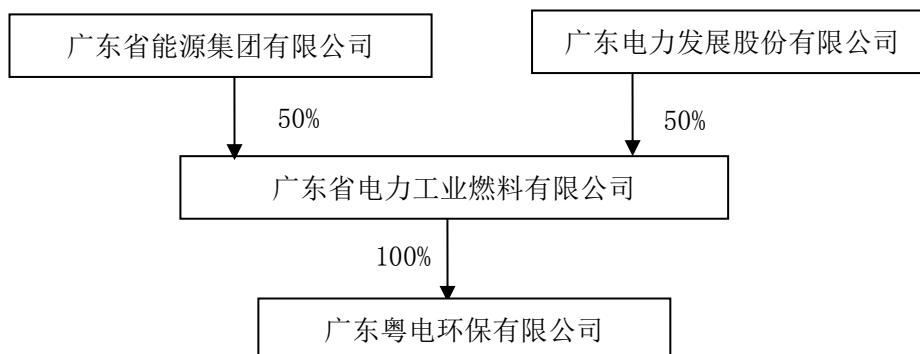 广东省能源集团有限公司
广东电力发展股份有限公司
50%
50%
广东省电力工业燃料有限公司
100%
广东粤电环保有限公司